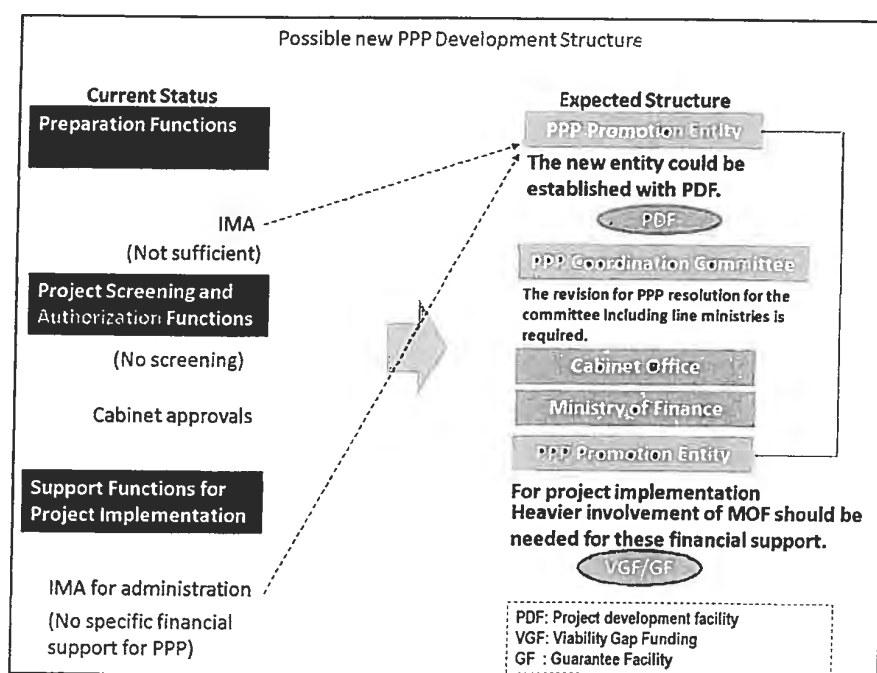 Possible new PPP Development Structure
Current Status
Preparation Functions
IMA
(Not sufficient)
Project Screening and
Authorization Functions
(No screening)
Cabinet approvals
Support Functions for
Project Implementation
IMA for administration
(No specific financial
support for PPP)
Expected Structure
PPP Promotion Entity
The new entity could be
established with PDF.
PDF
PPP Coordination Committee
The revision for PPP resolution for the
committee Including line ministries is
required.
Cabinet Office
Ministry of Finance
PPP Promotion Entity
For project implementation
Heavier involvement of MOF should be
needed for these financial support.
VGF/GF
PDF: Project development facility
VGF: Viability Gap Funding
GF : Guarantee Facility